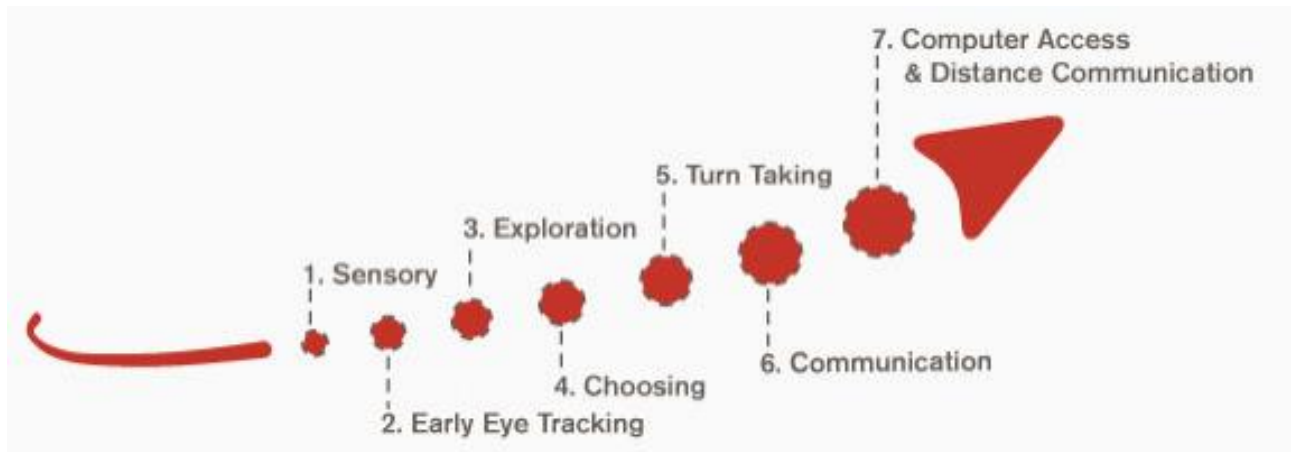 1. Sensory
2. Early Eye Tracking
3. Exploration
4. Choosing
5. Turn Taking
6. Communication
7. Computer Access
& Distance Communication